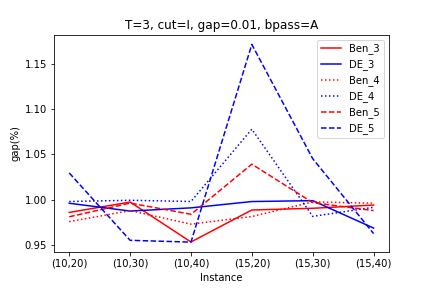 T=3, cut=I, gap=0.01, bpass=A
Ben_3
DE_3
Ben_4
DE_4
Ben_5
DE_5
gap(%)
1.15
1.10
1.05
1.00
0.95
(10,20) (10,30) (10,40) (15,20) (15,30) (15,40)
Instance